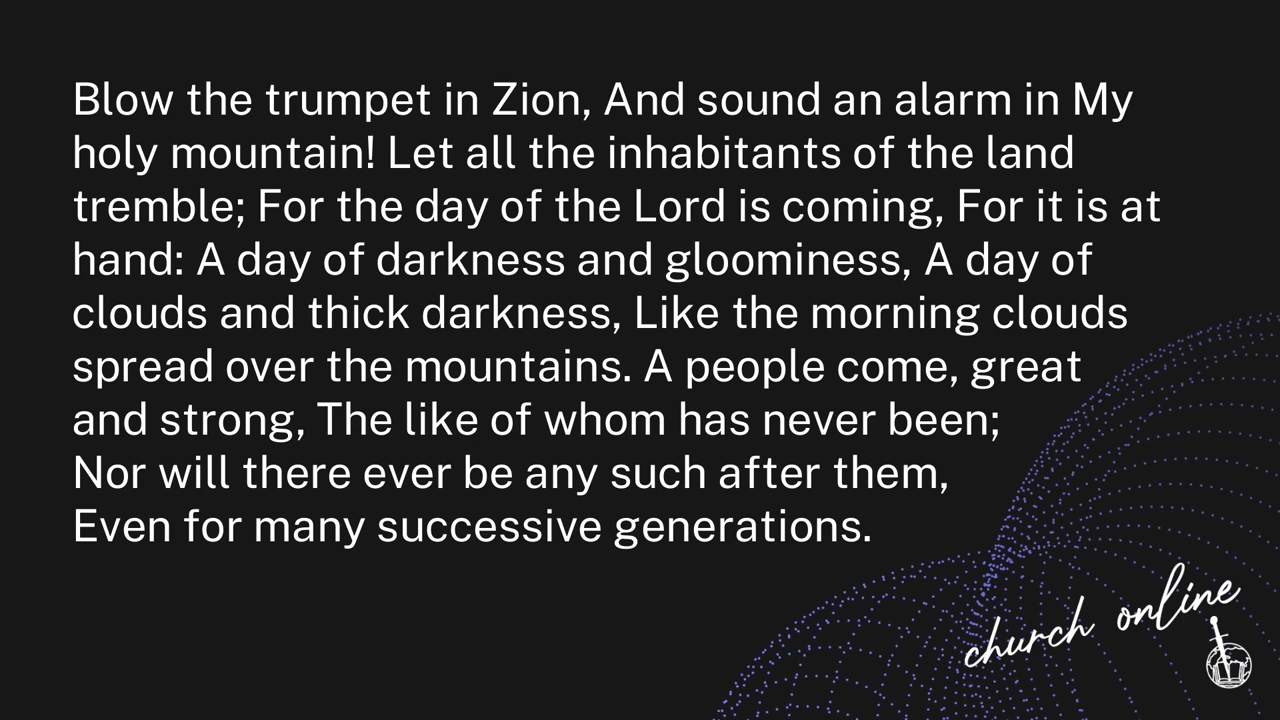 Blow the trumpet in Zion, And sound an alarm in My
holy mountain! Let all the inhabitants of the land
tremble; For the day of the Lord is coming, For it is at
hand: A day of darkness and gloominess, A day of
clouds and thick darkness, Like the morning clouds
spread over the mountains. A people come, great
and strong, The like of whom has never been;
Nor will there ever be any such after them,
Even for many successive generations.
church online